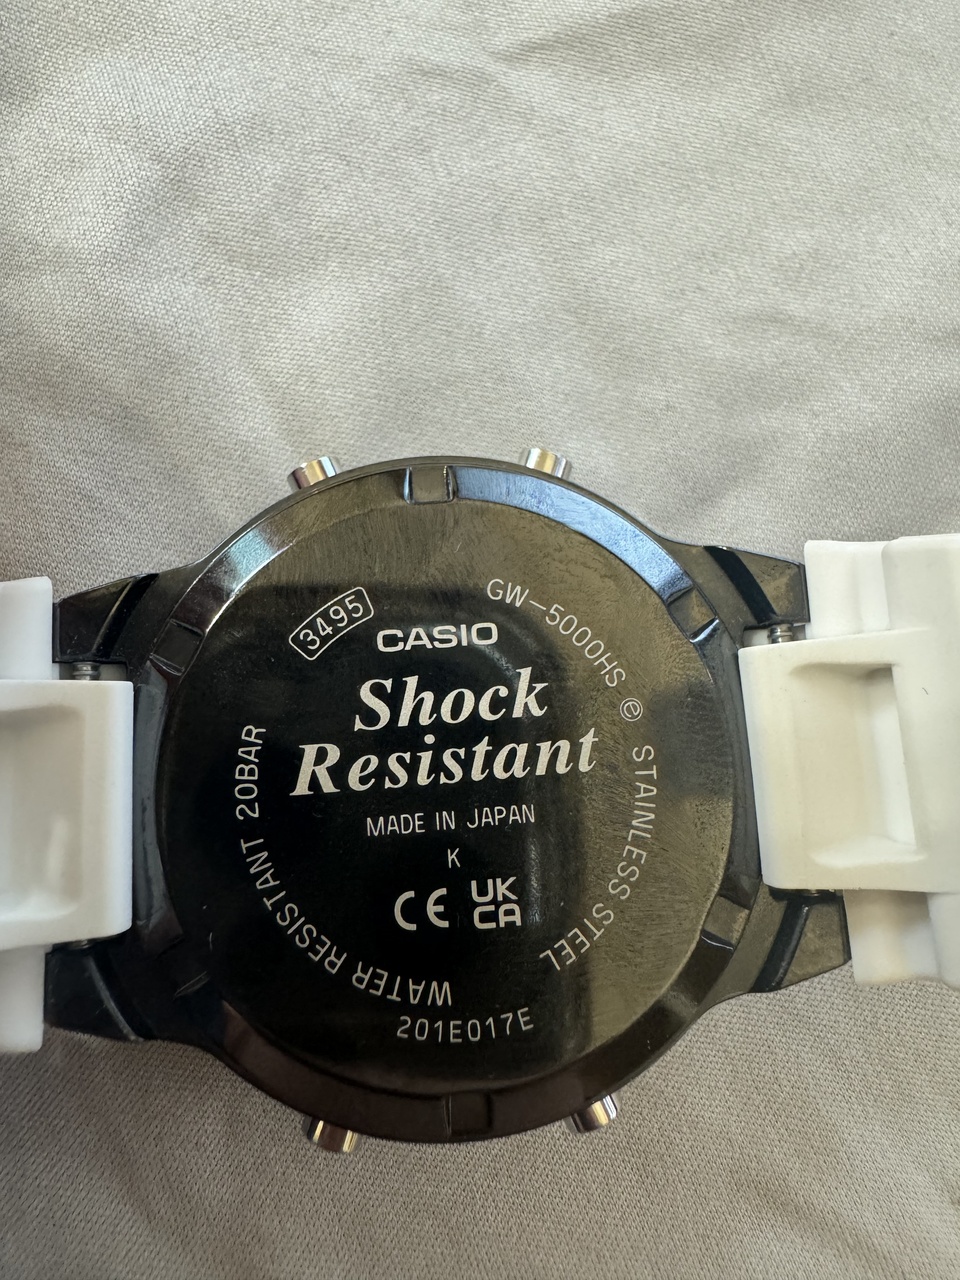 3495
CASIO
GW-5000HS ⓔ STAINLESS STEEL
Shock
Resistant
MADE IN JAPAN
K
CE UK
CA
WATER RESISTANT 20BAR
201E017E